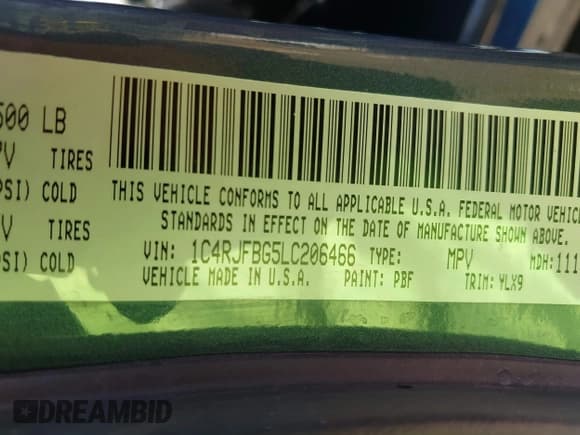 500 LB
TIRES
PSI) COLD
TIRES
PSI) COLD
THIS VEHICLE CONFORMS TO ALL APPLICABLE U.S.A. FEDERAL MOTOR
STANDARDS IN EFFECT ON THE DATE OF MANUFACTURE SHOWN ABOVE.
VIN: 1C4RJFBG5LC206466 TYPE: MPV MDH:111
VEHICLE MADE IN U.S.A. PAINT: PBF TRIM: YLX9
DREAMBID